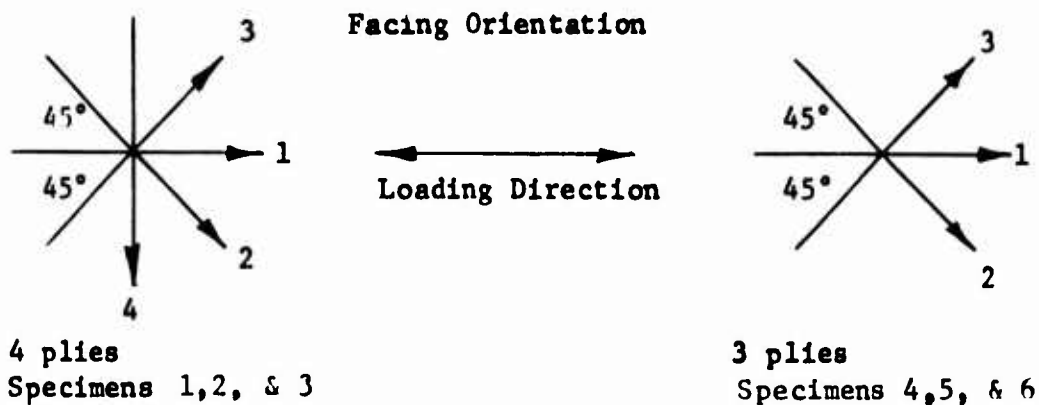 Facing Orientation
3
45°
1
45°
2
4
Loading Direction
3
45°
1
45°
2
4 plies
Specimens 1,2, & 3
3 plies
Specimens 4,5, & 6